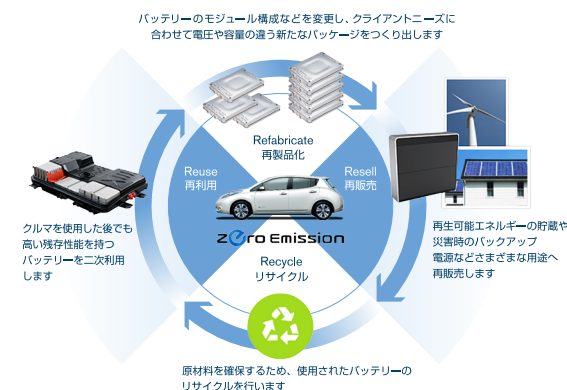 バッテリーのモジュール構成などを変更し、クライアントニーズに
合わせて電圧や容量の違う新たなパッケージをつくり出します
Refabricate
再製品化
Reuse
再利用
Resell
再販売
クルマを使用した後でも
高い残存性能を持つ
バッテリーを二次利用
します
Zero Emission
再生可能エネルギーの貯蔵や
災害時のバックアップ
電源などさまざまな用途へ
再販売します
Recycle
リサイクル
原材料を確保するため、使用されたバッテリーの
リサイクルを行います